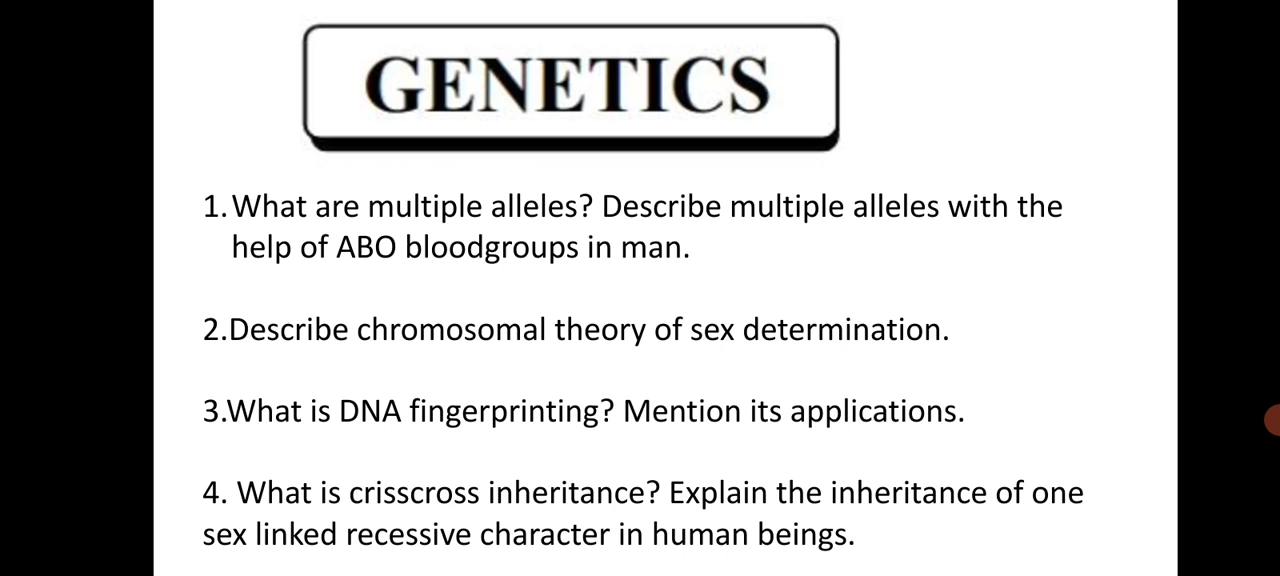 GENETICS
1. What are multiple alleles? Describe multiple alleles with the
help of ABO bloodgroups in man.
2.Describe chromosomal theory of sex determination.
3.What is DNA fingerprinting? Mention its applications.
4. What is crisscross inheritance? Explain the inheritance of one
sex linked recessive character in human beings.